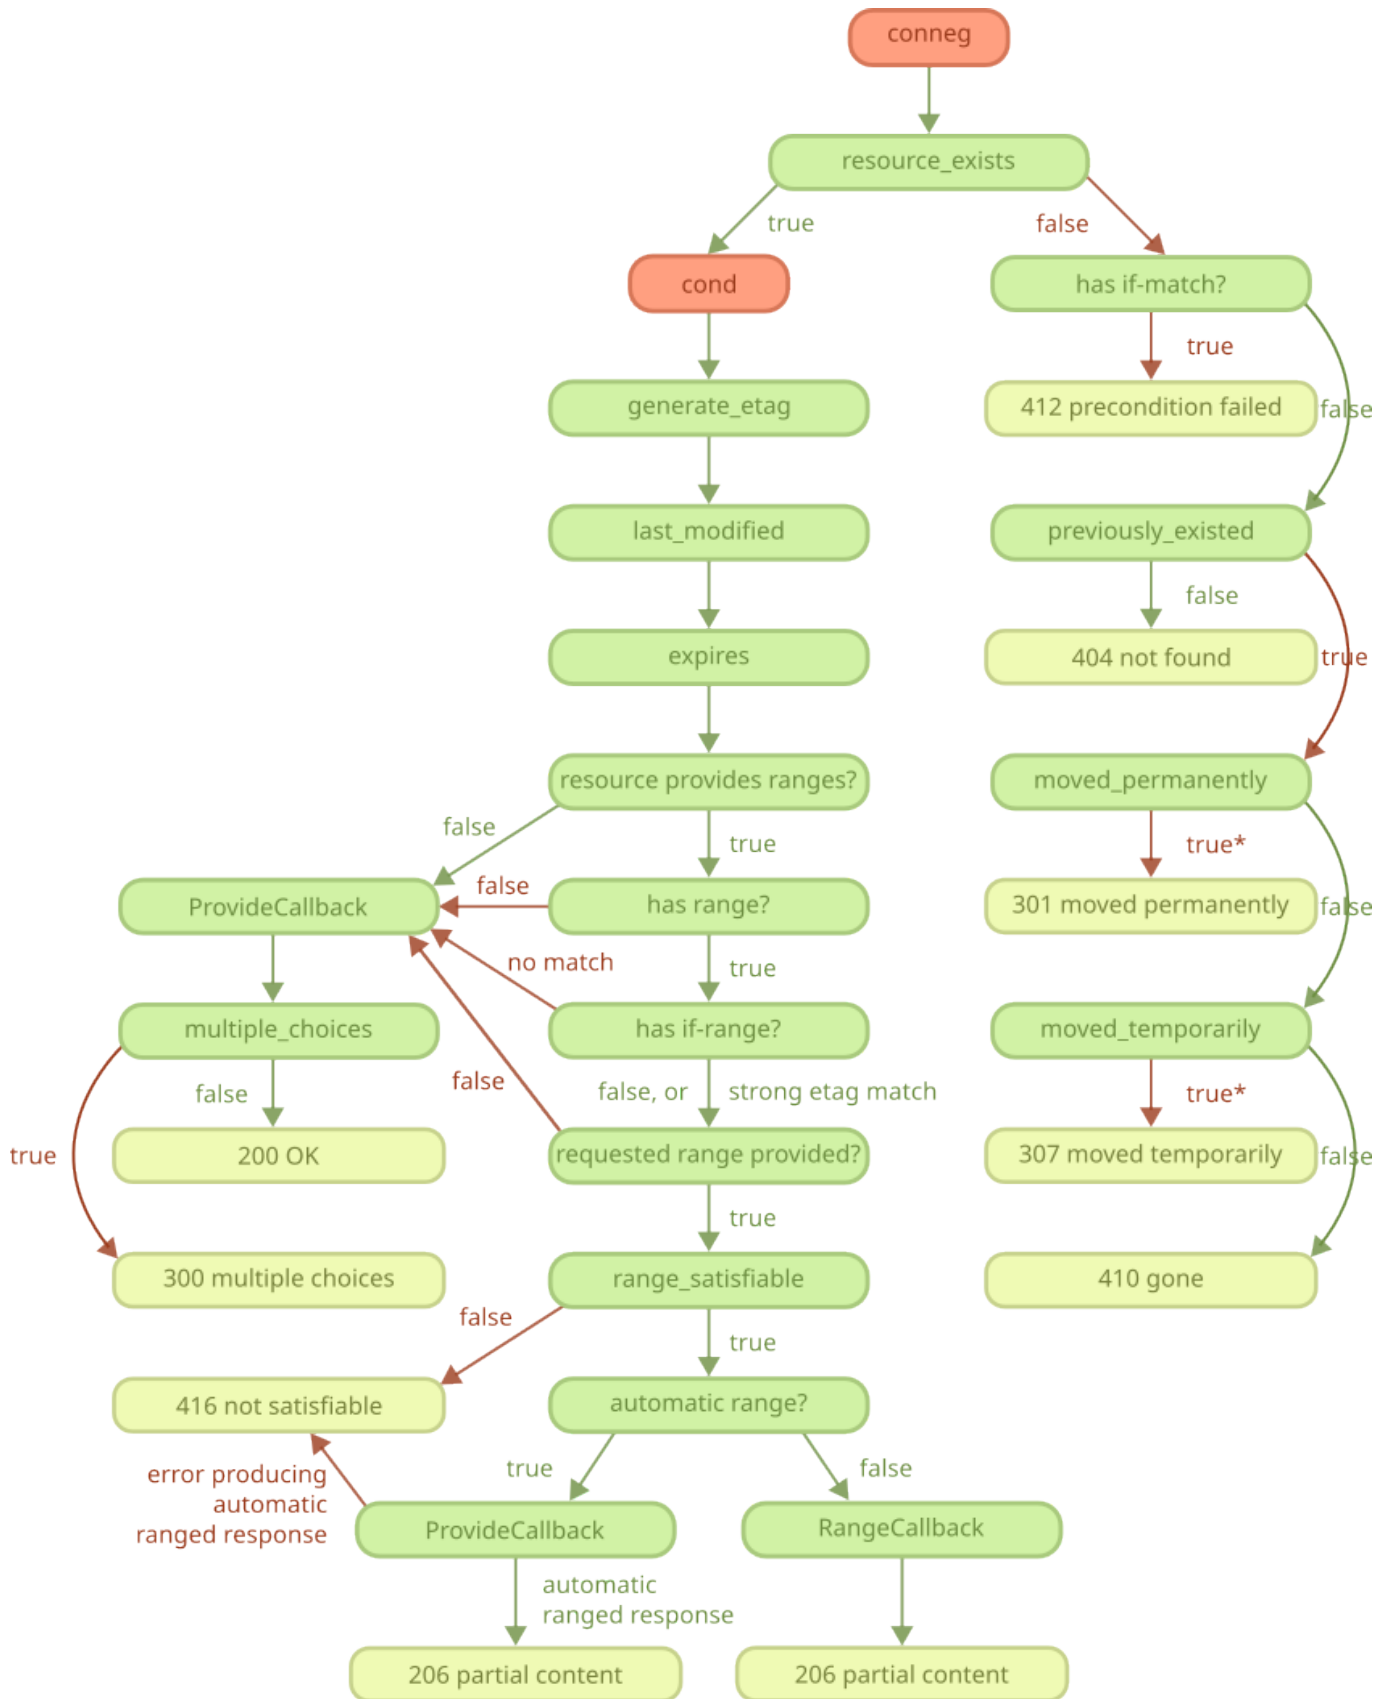 conneg
resource_exists
true
false
cond
has if-match?
true
generate_etag
412 precondition failed
false
last_modified
previously_existed
false
expires
404 not found
true
resource provides ranges?
moved_permanently
false
true
true*
false
ProvideCallback
has range?
301 moved permanently
false
no match
true
multiple_choices
has if-range?
moved_temporarily
false
false
false, or
strong etag match
true*
true
200 OK
requested range provided?
307 moved temporarily
false
true
300 multiple choices
range_satisfiable
410 gone
false
true
416 not satisfiable
automatic range?
error producing
automatic
ranged response
true
false
ProvideCallback
RangeCallback
automatic
ranged response
206 partial content
206 partial content